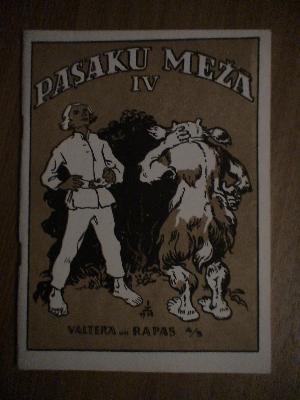 PASAKU MEŽA
IV
VALTERA un RAPAS A/S